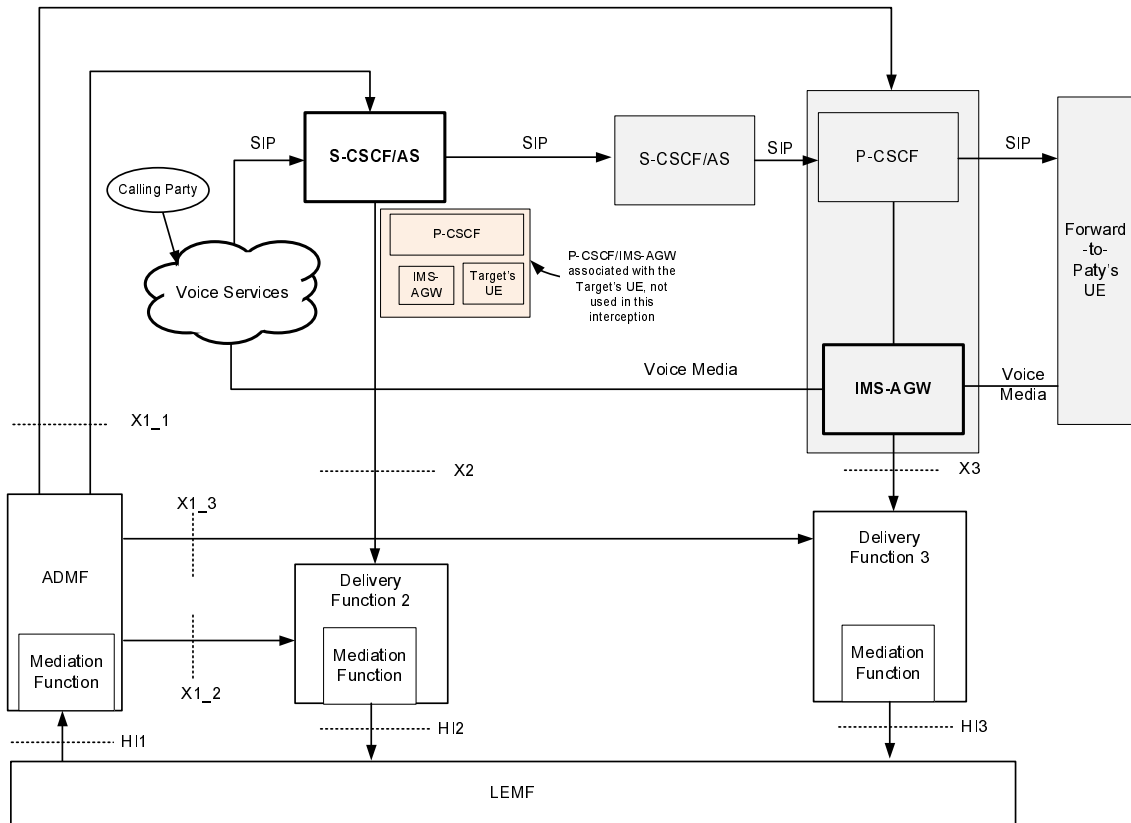 SIP
S-CSCF/AS
SIP
S-CSCF/AS
SIP
P-CSCF
SIP
Calling Party
Voice Services
P-CSCF
IMS-
AGW
Target's
UE
P-CSCF/IMS-AGW
associated with the
Target's UE, not
used in this
interception
Forward
-to-
Paty's
UE
Voice Media
IMS-AGW
Voice
Media
X1_1
X2
X3
X1_3
ADMF
Mediation
Function
X1_2
Delivery
Function 2
Mediation
Function
Delivery
Function 3
Mediation
Function
HI1
HI2
HI3
LEMF